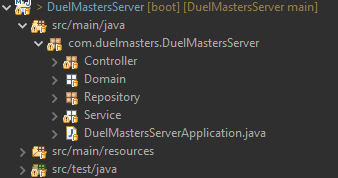 DuelMastersServer [boot] [DuelMastersServer main]
src/main/java
com.duelmasters.DuelMastersServer
Controller
Domain
Repository
Service
DuelMastersServerApplication.java
src/main/resources
src/test/java